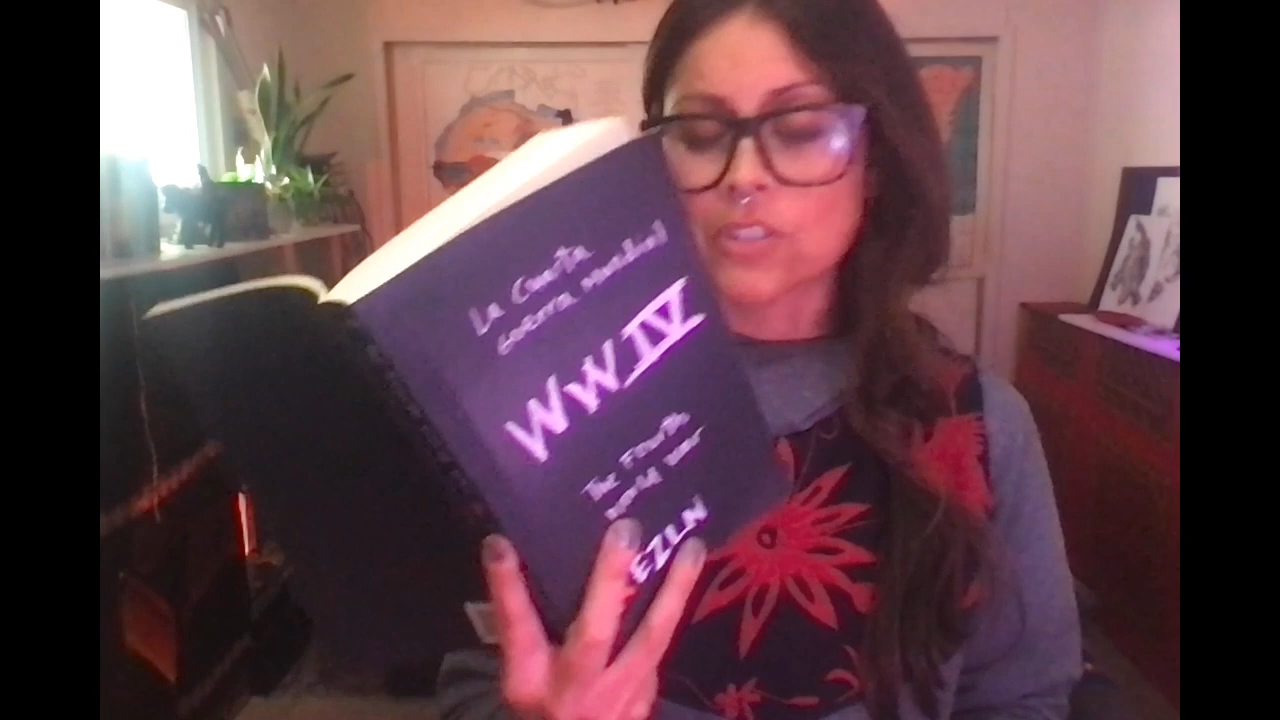 La Cuarta
Guerra Mundial
WW IV
The Fourth
World War
EZLN